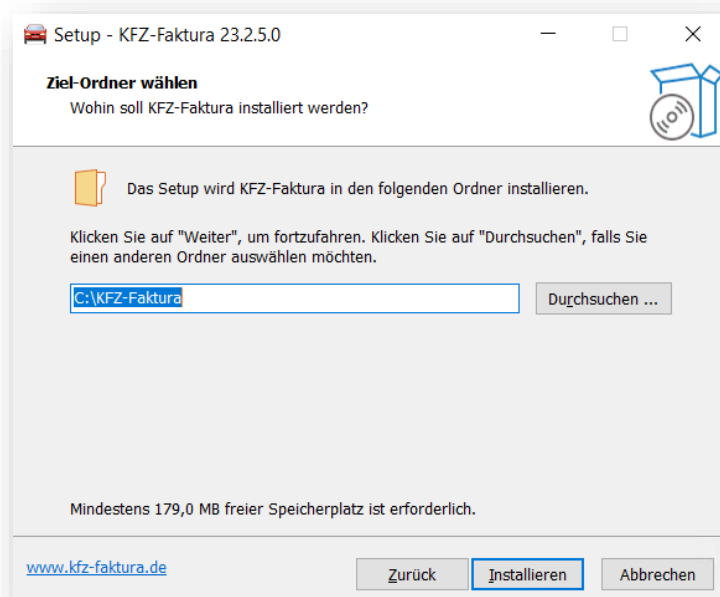 Setup - KFZ-Faktura 23.2.5.0
Ziel-Ordner wählen
Wohin soll KFZ-Faktura installiert werden?
Das Setup wird KFZ-Faktura in den folgenden Ordner installieren.
Klicken Sie auf "Weiter", um fortzufahren. Klicken Sie auf "Durchsuchen", falls Sie
einen anderen Ordner auswählen möchten.
C:\KFZ-Faktura
Durchsuchen ...
Mindestens 179,0 MB freier Speicherplatz ist erforderlich.
www.kfz-faktura.de
Zurück
Installieren
Abbrechen